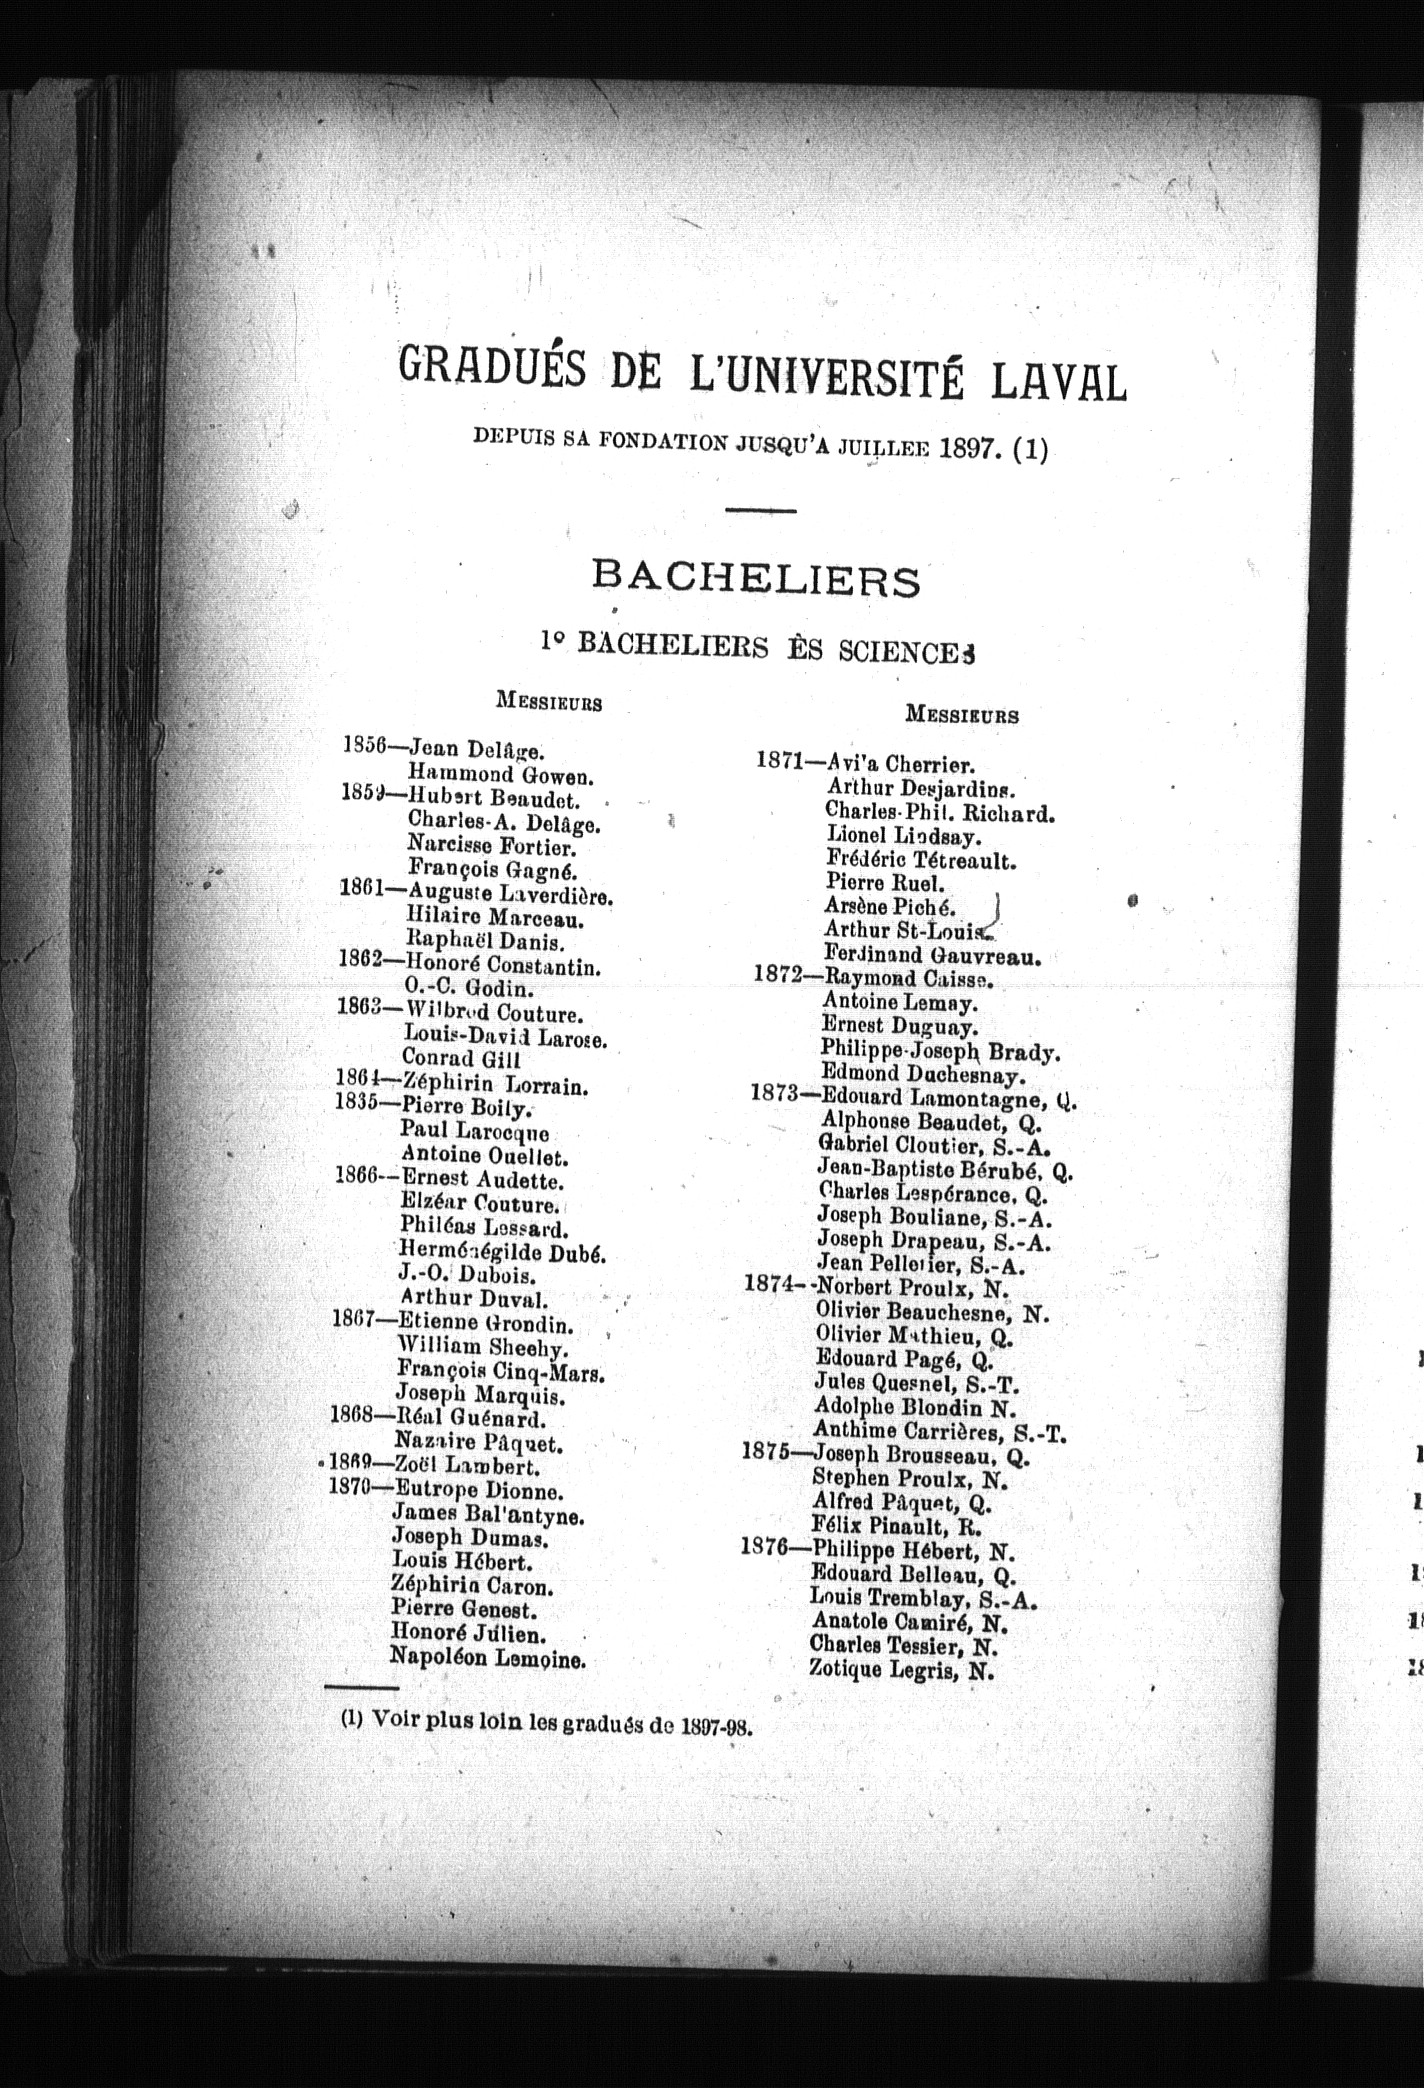 GRADUÉS DE L'UNIVERSITÉ LAVAL
DEPUIS SA FONDATION JUSQU'A JUILLEE 1897. (1)
BACHELIERS
1º BACHELIERS ÈS SCIENCES
MESSIEURS
1856—Jean Delâge.
Hammond Gowen.
1859—Hubert Beaudet.
Charles-A. Delâge.
Narcisse Fortier.
François Gagné.
1861—Auguste Laverdière.
Hilaire Marceau.
Raphaël Danis.
1862—Honoré Constantin.
O.-C. Godin.
1863—Wilbrod Couture.
Louis-David Larose.
Conrad Gill
1864—Zéphirin Lorrain.
1835—Pierre Boily.
Paul Larocque
Antoine Ouellet.
1866-—Ernest Audette.
Elzéar Couture.
Philéas Lessard.
Herménégilde Dubé.
J.-O. Dubois.
Arthur Duval.
1867—Etienne Grondin.
William Sheehy.
François Cinq-Mars.
Joseph Marquis.
1868—Réal Guénard.
Nazaire Pâquet.
1869—Zoël Lambert.
1870—Eutrope Dionne.
James Bal'antyne.
Joseph Dumas.
Louis Hébert.
Zéphirin Caron.
Pierre Genest.
Honoré Julien.
Napoléon Lemoine.
MESSIEURS
1871—Avi'a Cherrier.
Arthur Desjardins.
Charles-Phil. Richard.
Lionel Lindsay.
Frédéric Tétreault.
Pierre Ruel.
Arsène Piché.
Arthur St-Louis.
Ferdinand Gauvreau.
1872—Raymond Caisse.
Antoine Lemay.
Ernest Duguay.
Philippe-Joseph Brady.
Edmond Duchesnay.
1873—Edouard Lamontagne, Q.
Alphonse Beaudet, Q.
Gabriel Cloutier, S.-A.
Jean-Baptiste Bérubé, Q.
Charles Lespérance, Q.
Joseph Bouliane, S.-A.
Joseph Drapeau, S.-A.
Jean Pelletier, S.-A.
1874--Norbert Proulx, N.
Olivier Beauchesne, N.
Olivier Mathieu, Q.
Edouard Pagé, Q.
Jules Quesnel, S.-T.
Adolphe Blondin N.
Anthime Carrières, S.-T.
1875—Joseph Brousseau, Q.
Stephen Proulx, N.
Alfred Pâquet, Q.
Félix Pinault, R.
1876—Philippe Hébert, N.
Edouard Belleau, Q.
Louis Tremblay, S.-A.
Anatole Camiré, N.
Charles Tessier, N.
Zotique Legris, N.
(1) Voir plus loin les gradués de 1897-98.